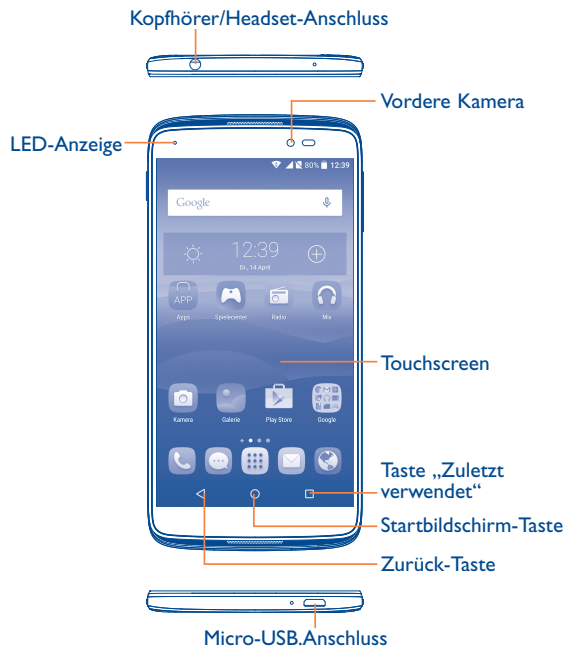 Kopfhörer/Headset-Anschluss
Vordere Kamera
LED-Anzeige
80% 12:39
Google
12:39
Di., 14 April
APP
Apps
Spielecenter
Radio
Mix
Touchscreen
Kamera
Galerie
Play Store
Google
Taste „Zuletzt
verwendet“
Startbildschirm-Taste
Zurück-Taste
Micro-USB.Anschluss